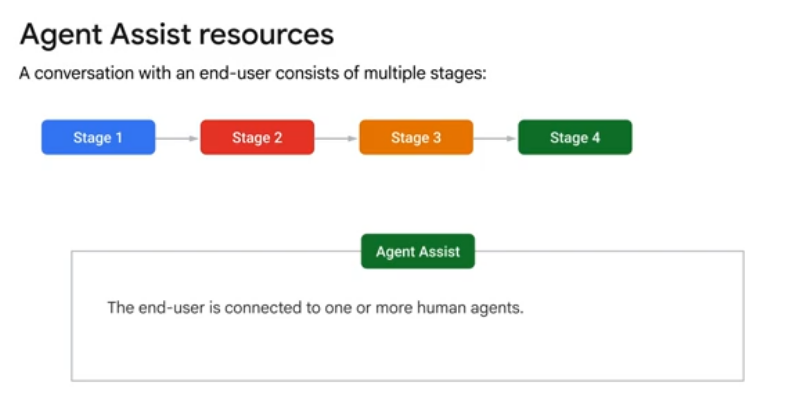 Agent Assist resources
A conversation with an end-user consists of multiple stages:
Stage 1
Stage 2
Stage 3
Stage 4
Agent Assist
The end-user is connected to one or more human agents.